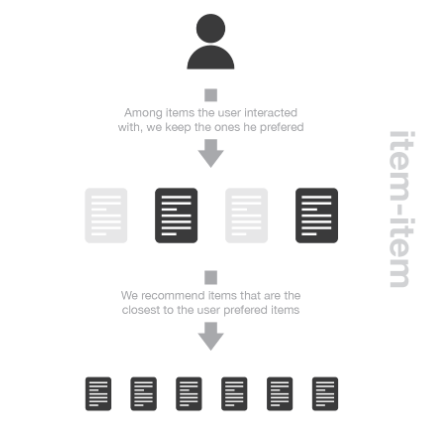 Among items the user interacted
with, we keep the ones he prefered
item-item
We recommend items that are the
closest to the user prefered items